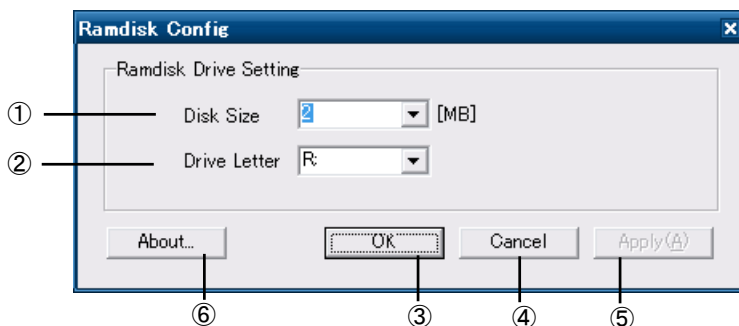 Ramdisk Config
Ramdisk Drive Setting
① Disk Size 2 [MB]
② Drive Letter R:
About... OK Cancel Apply(A)
⑥ ③ ④ ⑤